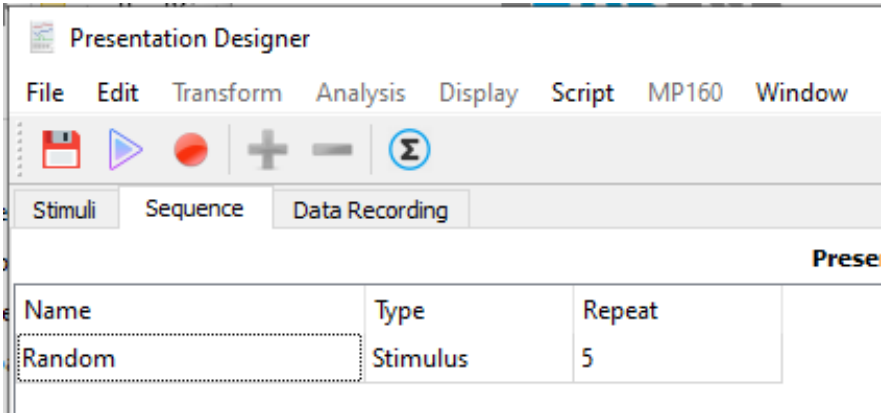 Presentation Designer
File Edit Transform Analysis Display Script MP160 Window
Σ
Stimuli Sequence Data Recording
Name Type Repeat
Random Stimulus 5